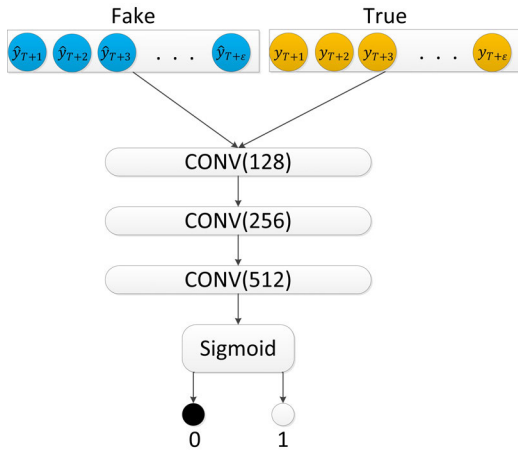 Fake True
ŷT+1 ŷT+2 ŷT+3 . . . ŷT+ε yT+1 yT+2 yT+3 . . . yT+ε
CONV(128)
CONV(256)
CONV(512)
Sigmoid
0 1